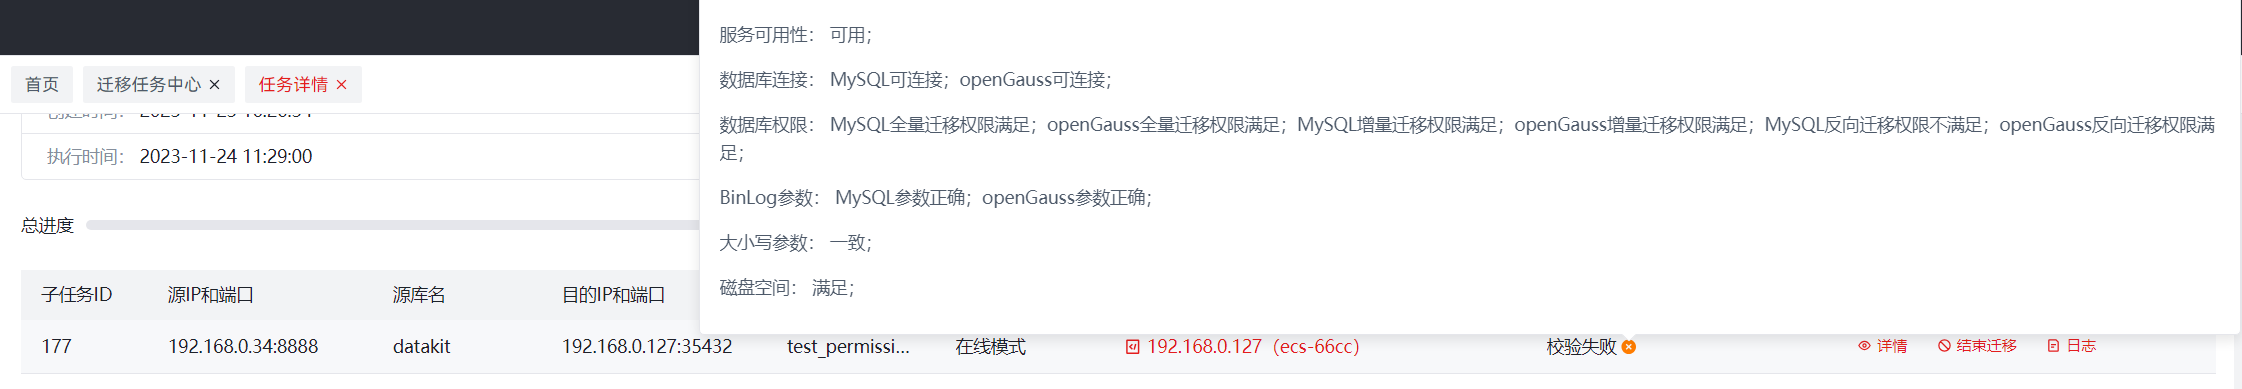 服务可用性： 可用；
数据库连接： MySQL可连接；openGauss可连接；
数据库权限： MySQL全量迁移权限满足；openGauss全量迁移权限满足；MySQL增量迁移权限满足；openGauss增量迁移权限满足；MySQL反向迁移权限不满足；openGauss反向迁移权限满
足；
BinLog参数： MySQL参数正确；openGauss参数正确；
大小写参数： 一致；
磁盘空间： 满足；
首页 迁移任务中心 × 任务详情 ×
执行时间： 2023-11-24 11:29:00
总进度
子任务ID 源IP和端口 源库名 目的IP和端口
177 192.168.0.34:8888 datakit 192.168.0.127:35432 test_permissi... 在线模式 192.168.0.127（ecs-66cc） 校验失败 详情 结束迁移 日志